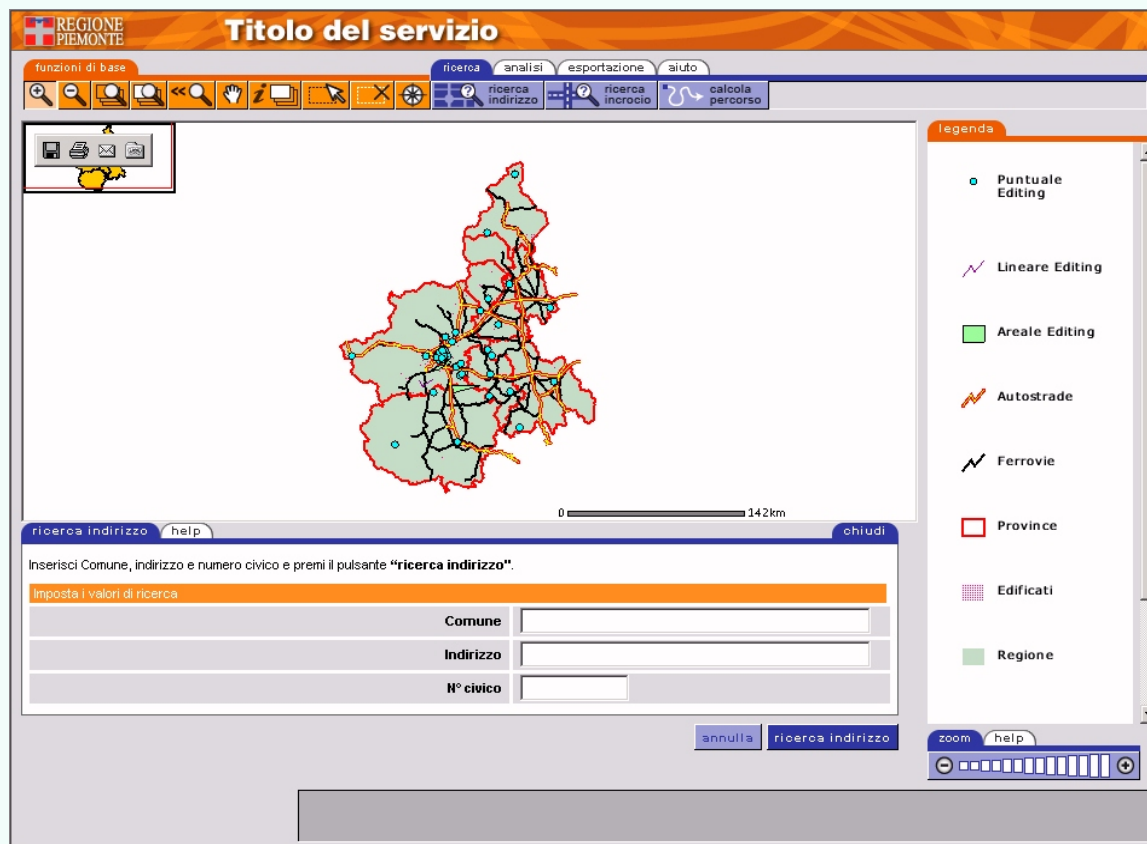 REGIONE
PIEMONTE
Titolo del servizio
funzioni di base
ricerca
analisi
esportazione
aiuto
ricerca
indirizzo
ricerca
incrocio
calcola
percorso
legenda
Puntuale
Editing
Lineare Editing
Areale Editing
Autostrade
Ferrovie
Province
Edificati
Regione
0
142km
ricerca indirizzo
help
chiudi
Inserisci Comune, indirizzo e numero civico e premi il pulsante “ricerca indirizzo”.
Imposta i valori di ricerca
Comune
Indirizzo
N° civico
annulla
ricerca indirizzo
zoom
help